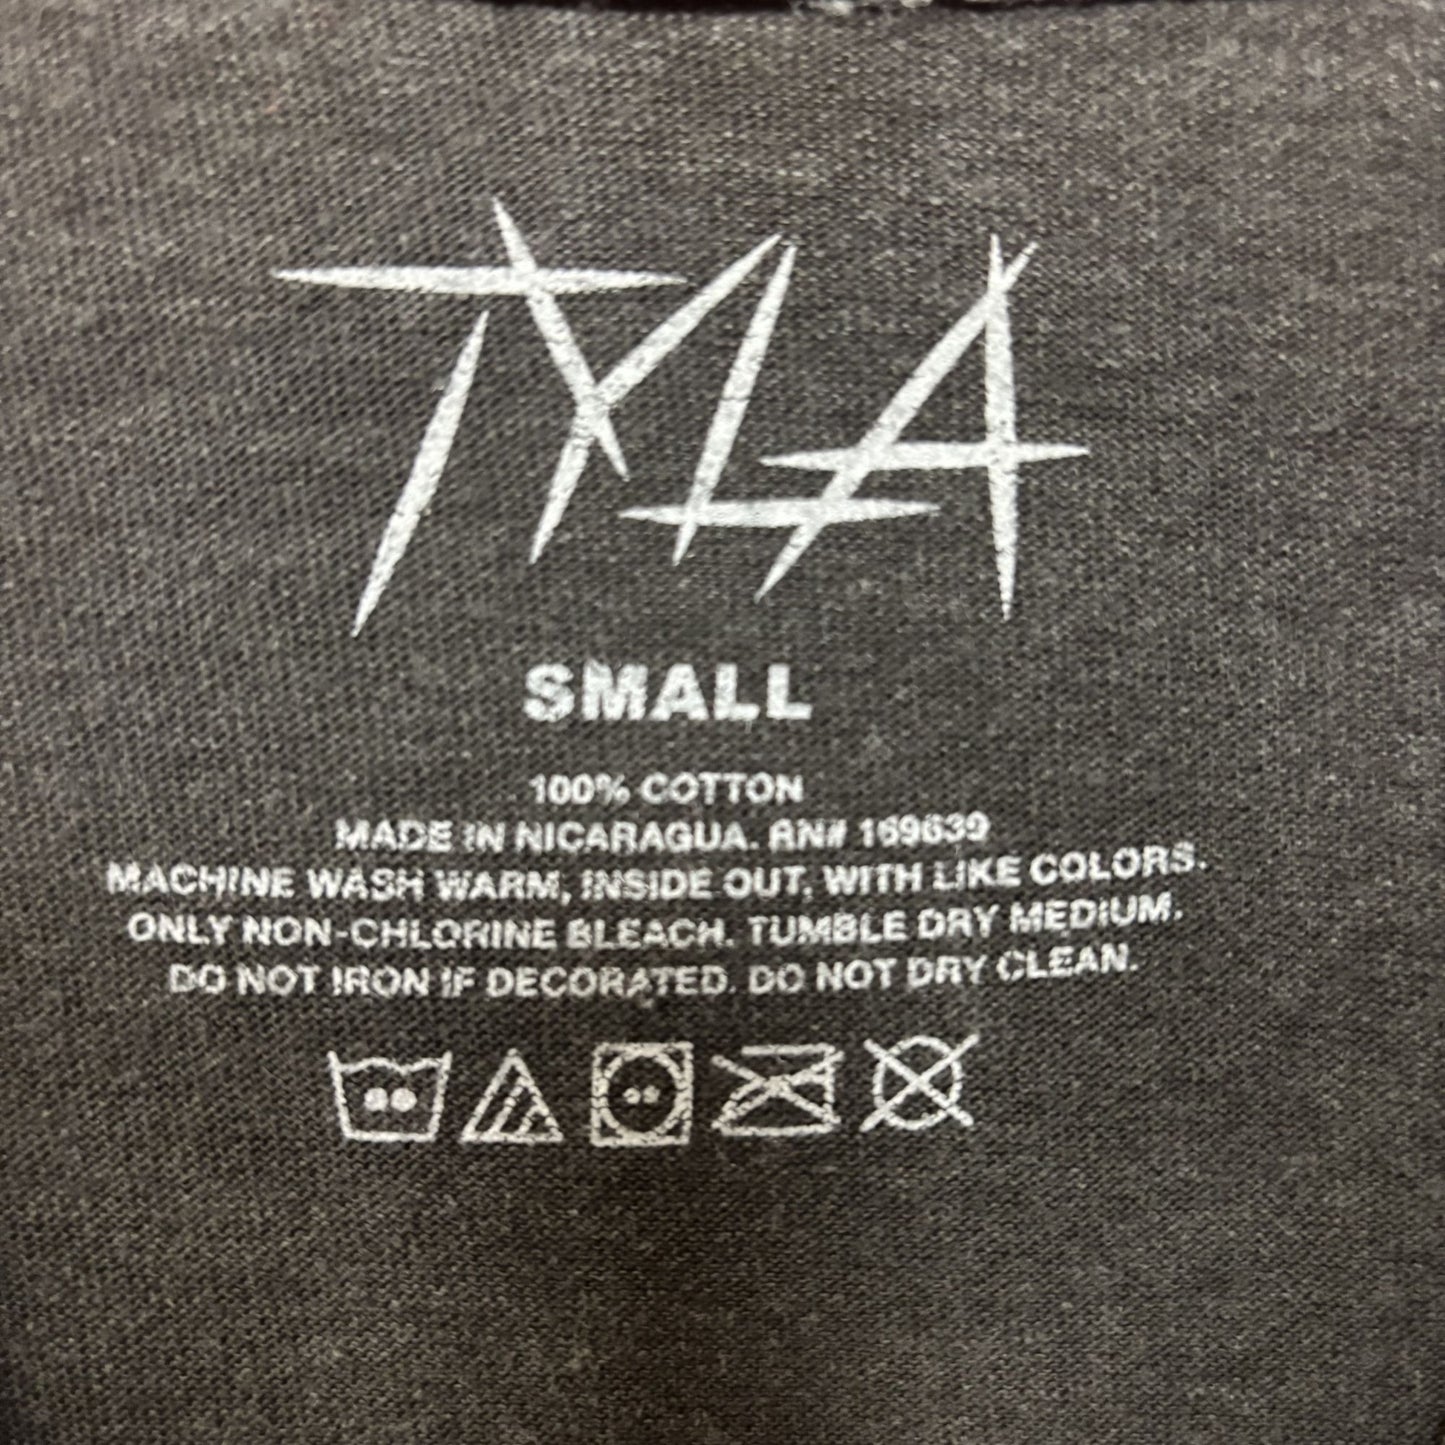 TYLA
SMALL
100% COTTON
MADE IN NICARAGUA. RN# 169639
MACHINE WASH WARM, INSIDE OUT, WITH LIKE COLORS.
ONLY NON-CHLORINE BLEACH. TUMBLE DRY MEDIUM.
DO NOT IRON IF DECORATED. DO NOT DRY CLEAN.